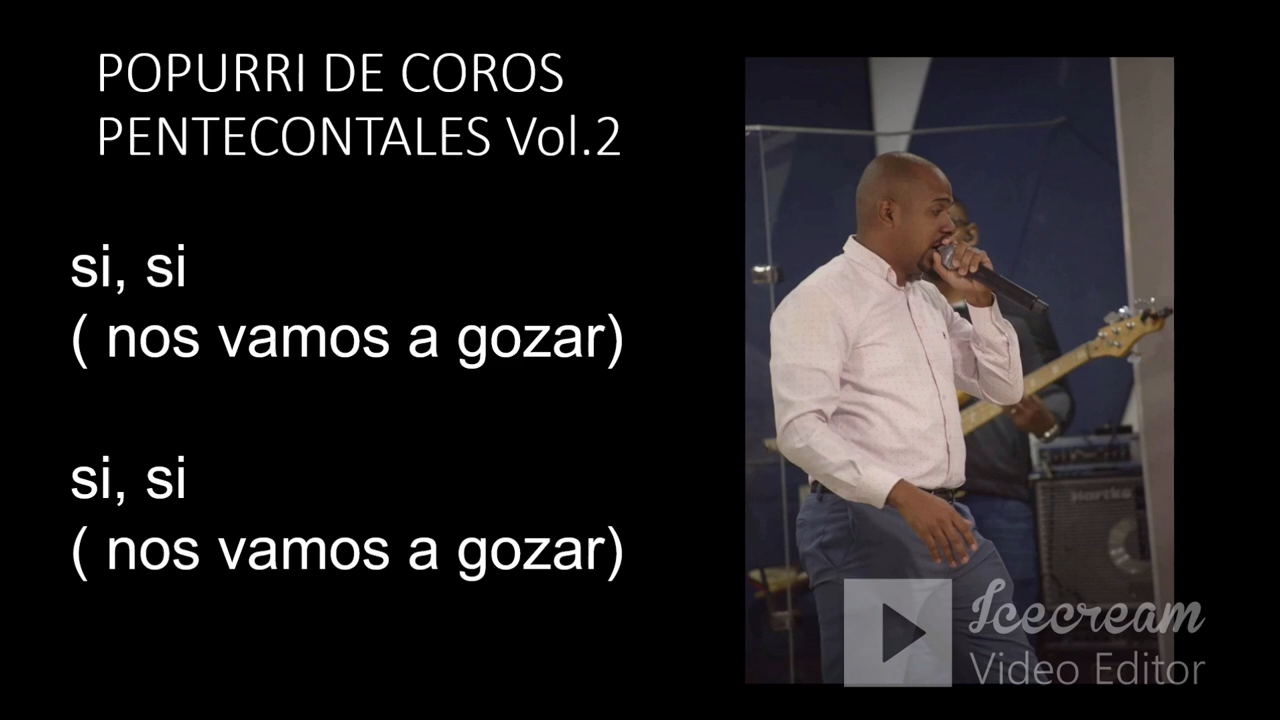 POPURRI DE COROS
PENTECONTALES Vol.2
si, si
( nos vamos a gozar)
si, si
( nos vamos a gozar)
Hartke
Icecream
Video Editor